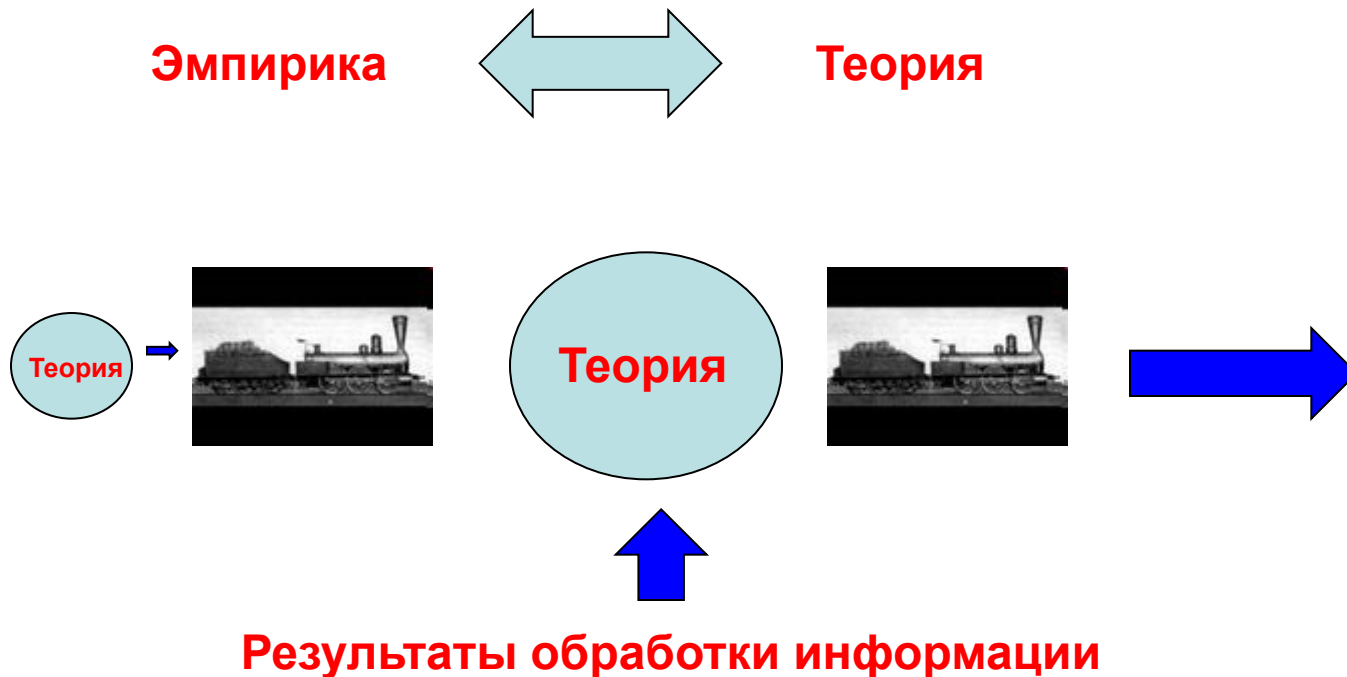 Эмпирика
Теория
Теория
Теория
Результаты обработки информации